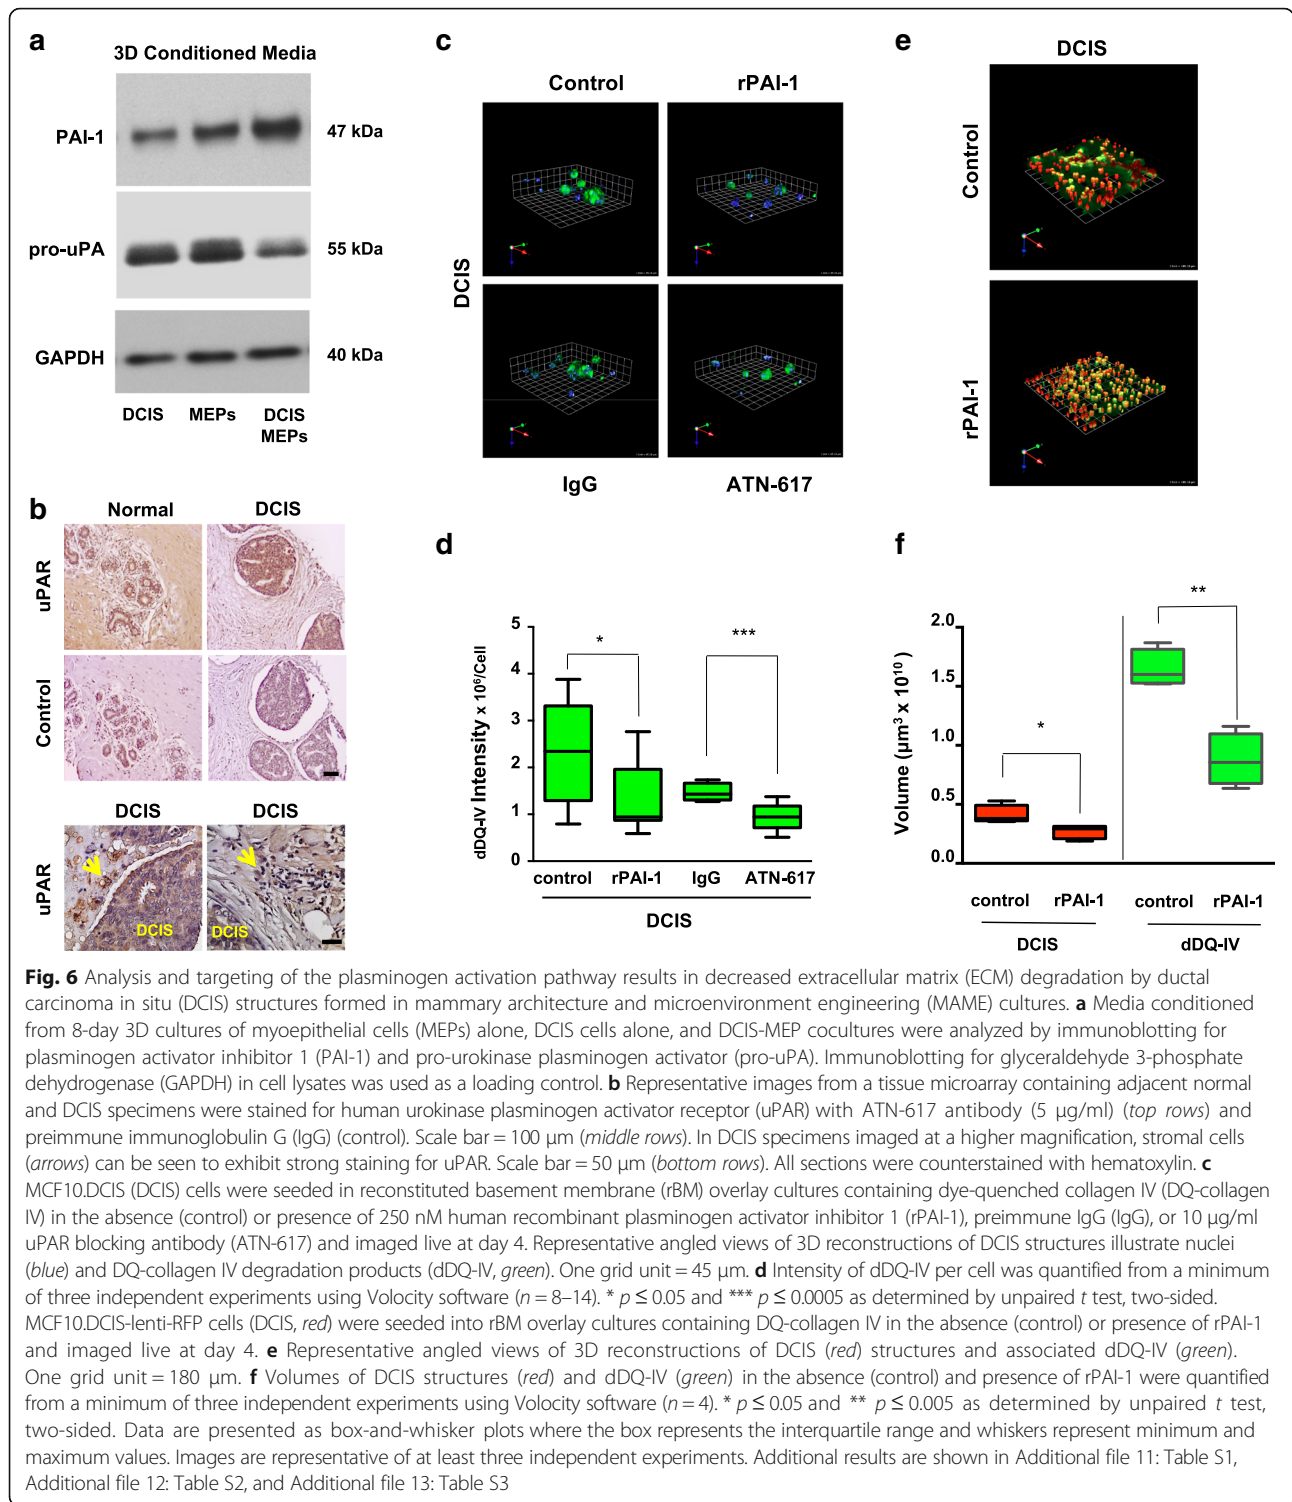 a
3D Conditioned Media
PAI-1
47 kDa
pro-uPA
55 kDa
GAPDH
40 kDa
DCIS MEPs DCIS
MEPs
b
Normal DCIS
uPAR
Control
DCIS DCIS
uPAR
DCIS
DCIS
c
Control rPAI-1
DCIS
IgG ATN-617
d
dDQ-IV Intensity x 10⁶/Cell
5
4
3
2
1
0
*
***
control rPAI-1 IgG ATN-617
DCIS
e
DCIS
Control
rPAI-1
f
Volume (µm³ x 10¹⁰)
2.0
1.5
1.0
0.5
0.0
*
**
control rPAI-1 control rPAI-1
DCIS dDQ-IV
Fig. 6 Analysis and targeting of the plasminogen activation pathway results in decreased extracellular matrix (ECM) degradation by ductal
carcinoma in situ (DCIS) structures formed in mammary architecture and microenvironment engineering (MAME) cultures. a Media conditioned
from 8-day 3D cultures of myoepithelial cells (MEPs) alone, DCIS cells alone, and DCIS-MEP cocultures were analyzed by immunoblotting for
plasminogen activator inhibitor 1 (PAI-1) and pro-urokinase plasminogen activator (pro-uPA). Immunoblotting for glyceraldehyde 3-phosphate
dehydrogenase (GAPDH) in cell lysates was used as a loading control. b Representative images from a tissue microarray containing adjacent normal
and DCIS specimens were stained for human urokinase plasminogen activator receptor (uPAR) with ATN-617 antibody (5 µg/ml) (top rows) and
preimmune immunoglobulin G (IgG) (control). Scale bar = 100 µm (middle rows). In DCIS specimens imaged at a higher magnification, stromal cells
(arrows) can be seen to exhibit strong staining for uPAR. Scale bar = 50 µm (bottom rows). All sections were counterstained with hematoxylin. c
MCF10.DCIS (DCIS) cells were seeded in reconstituted basement membrane (rBM) overlay cultures containing dye-quenched collagen IV (DQ-collagen
IV) in the absence (control) or presence of 250 nM human recombinant plasminogen activator inhibitor 1 (rPAI-1), preimmune IgG (IgG), or 10 µg/ml
uPAR blocking antibody (ATN-617) and imaged live at day 4. Representative angled views of 3D reconstructions of DCIS structures illustrate nuclei
(blue) and DQ-collagen IV degradation products (dDQ-IV, green). One grid unit = 45 µm. d Intensity of dDQ-IV per cell was quantified from a minimum
of three independent experiments using Volocity software (n = 8–14). * p ≤ 0.05 and *** p ≤ 0.0005 as determined by unpaired t test, two-sided.
MCF10.DCIS-lenti-RFP cells (DCIS, red) were seeded into rBM overlay cultures containing DQ-collagen IV in the absence (control) or presence of rPAI-1
and imaged live at day 4. e Representative angled views of 3D reconstructions of DCIS (red) structures and associated dDQ-IV (green).
One grid unit = 180 µm. f Volumes of DCIS structures (red) and dDQ-IV (green) in the absence (control) and presence of rPAI-1 were quantified
from a minimum of three independent experiments using Volocity software (n = 4). * p ≤ 0.05 and ** p ≤ 0.005 as determined by unpaired t test,
two-sided. Data are presented as box-and-whisker plots where the box represents the interquartile range and whiskers represent minimum and
maximum values. Images are representative of at least three independent experiments. Additional results are shown in Additional file 11: Table S1,
Additional file 12: Table S2, and Additional file 13: Table S3